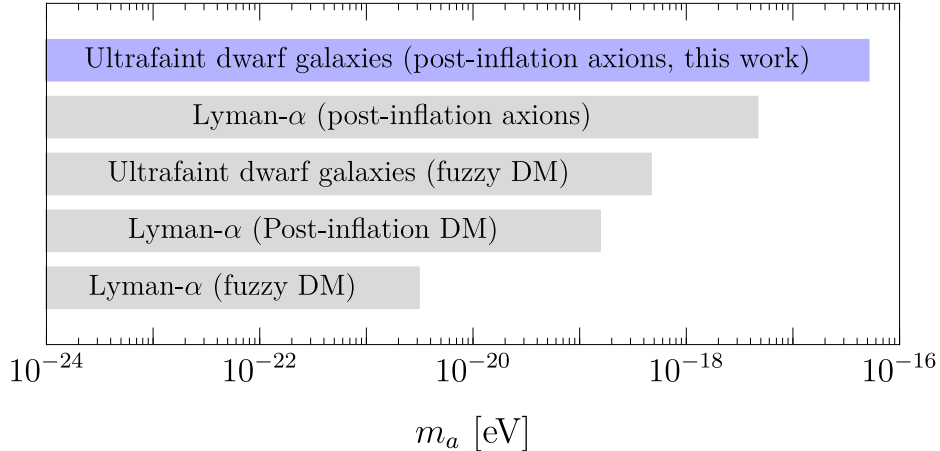 Ultrafaint dwarf galaxies (post-inflation axions, this work)
Lyman-α (post-inflation axions)
Ultrafaint dwarf galaxies (fuzzy DM)
Lyman-α (Post-inflation DM)
Lyman-α (fuzzy DM)
10⁻²⁴ 10⁻²² 10⁻²⁰ 10⁻¹⁸ 10⁻¹⁶
mₐ [eV]